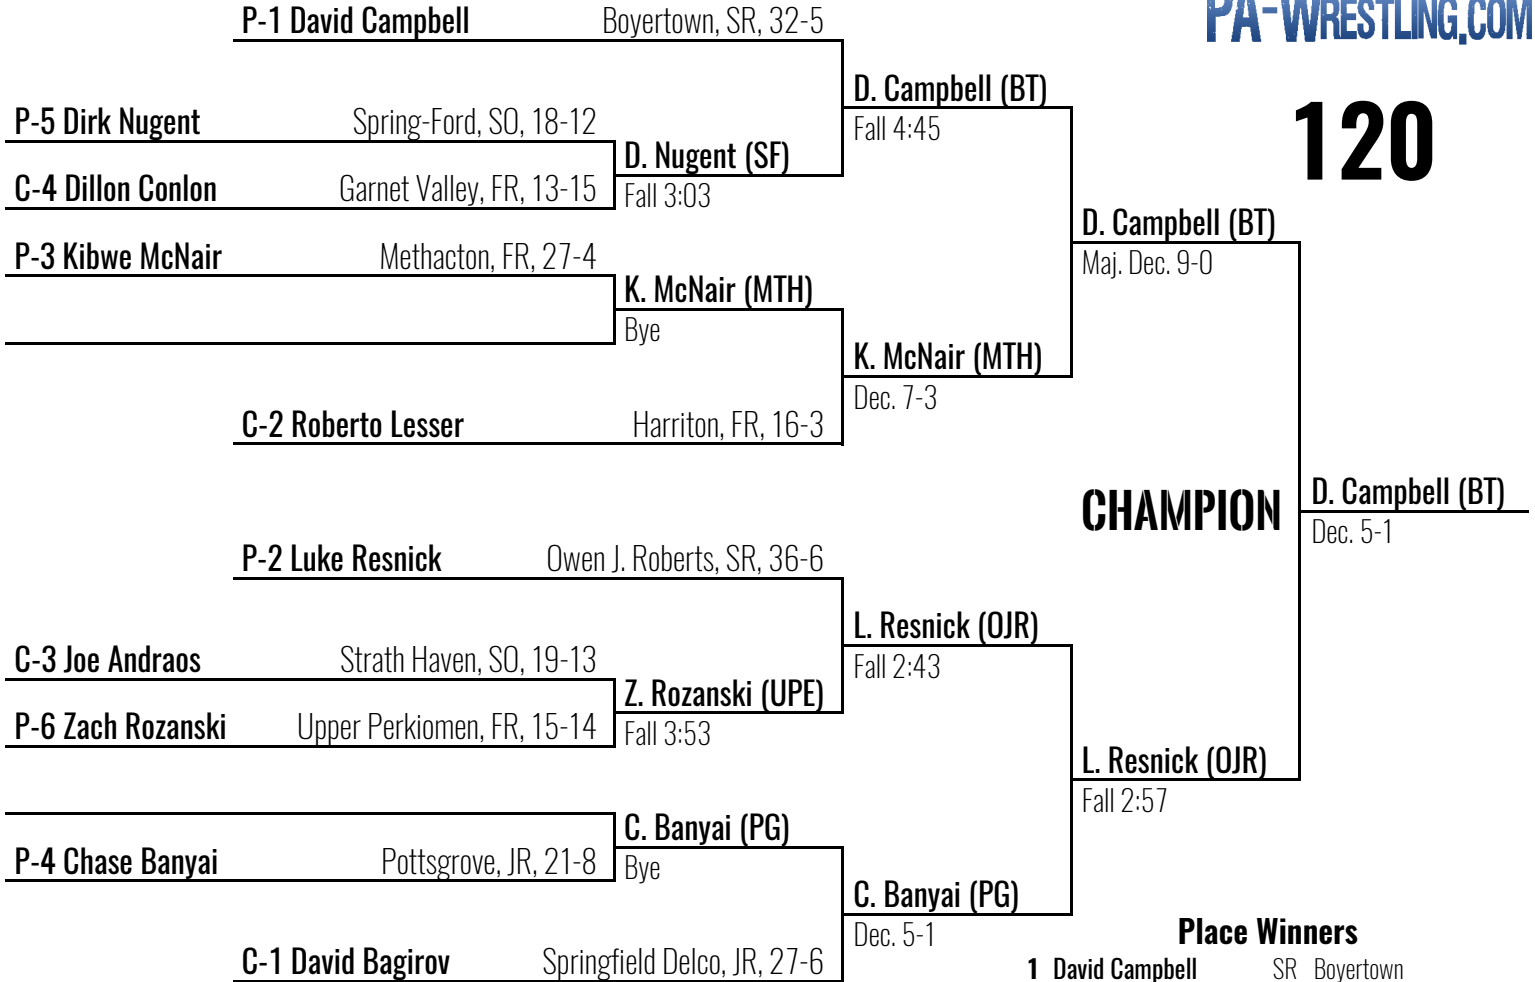 P-1 David Campbell Boyertown, SR, 32-5
PA-WRESTLING.COM
D. Campbell (BT)
Fall 4:45
120
P-5 Dirk Nugent Spring-Ford, SO, 18-12
D. Nugent (SF)
Fall 3:03
C-4 Dillon Conlon Garnet Valley, FR, 13-15
D. Campbell (BT)
Maj. Dec. 9-0
P-3 Kibwe McNair Methacton, FR, 27-4
K. McNair (MTH)
Bye
K. McNair (MTH)
Dec. 7-3
C-2 Roberto Lesser Harriton, FR, 16-3
CHAMPION
D. Campbell (BT)
Dec. 5-1
P-2 Luke Resnick Owen J. Roberts, SR, 36-6
L. Resnick (OJR)
Fall 2:43
C-3 Joe Andraos Strath Haven, SO, 19-13
Z. Rozanski (UPE)
Fall 3:53
P-6 Zach Rozanski Upper Perkiomen, FR, 15-14
L. Resnick (OJR)
Fall 2:57
C. Banyai (PG)
Bye
P-4 Chase Banyai Pottsgrove, JR, 21-8
C. Banyai (PG)
Dec. 5-1
C-1 David Bagirov Springfield Delco, JR, 27-6
Place Winners
1 David Campbell SR Boyertown